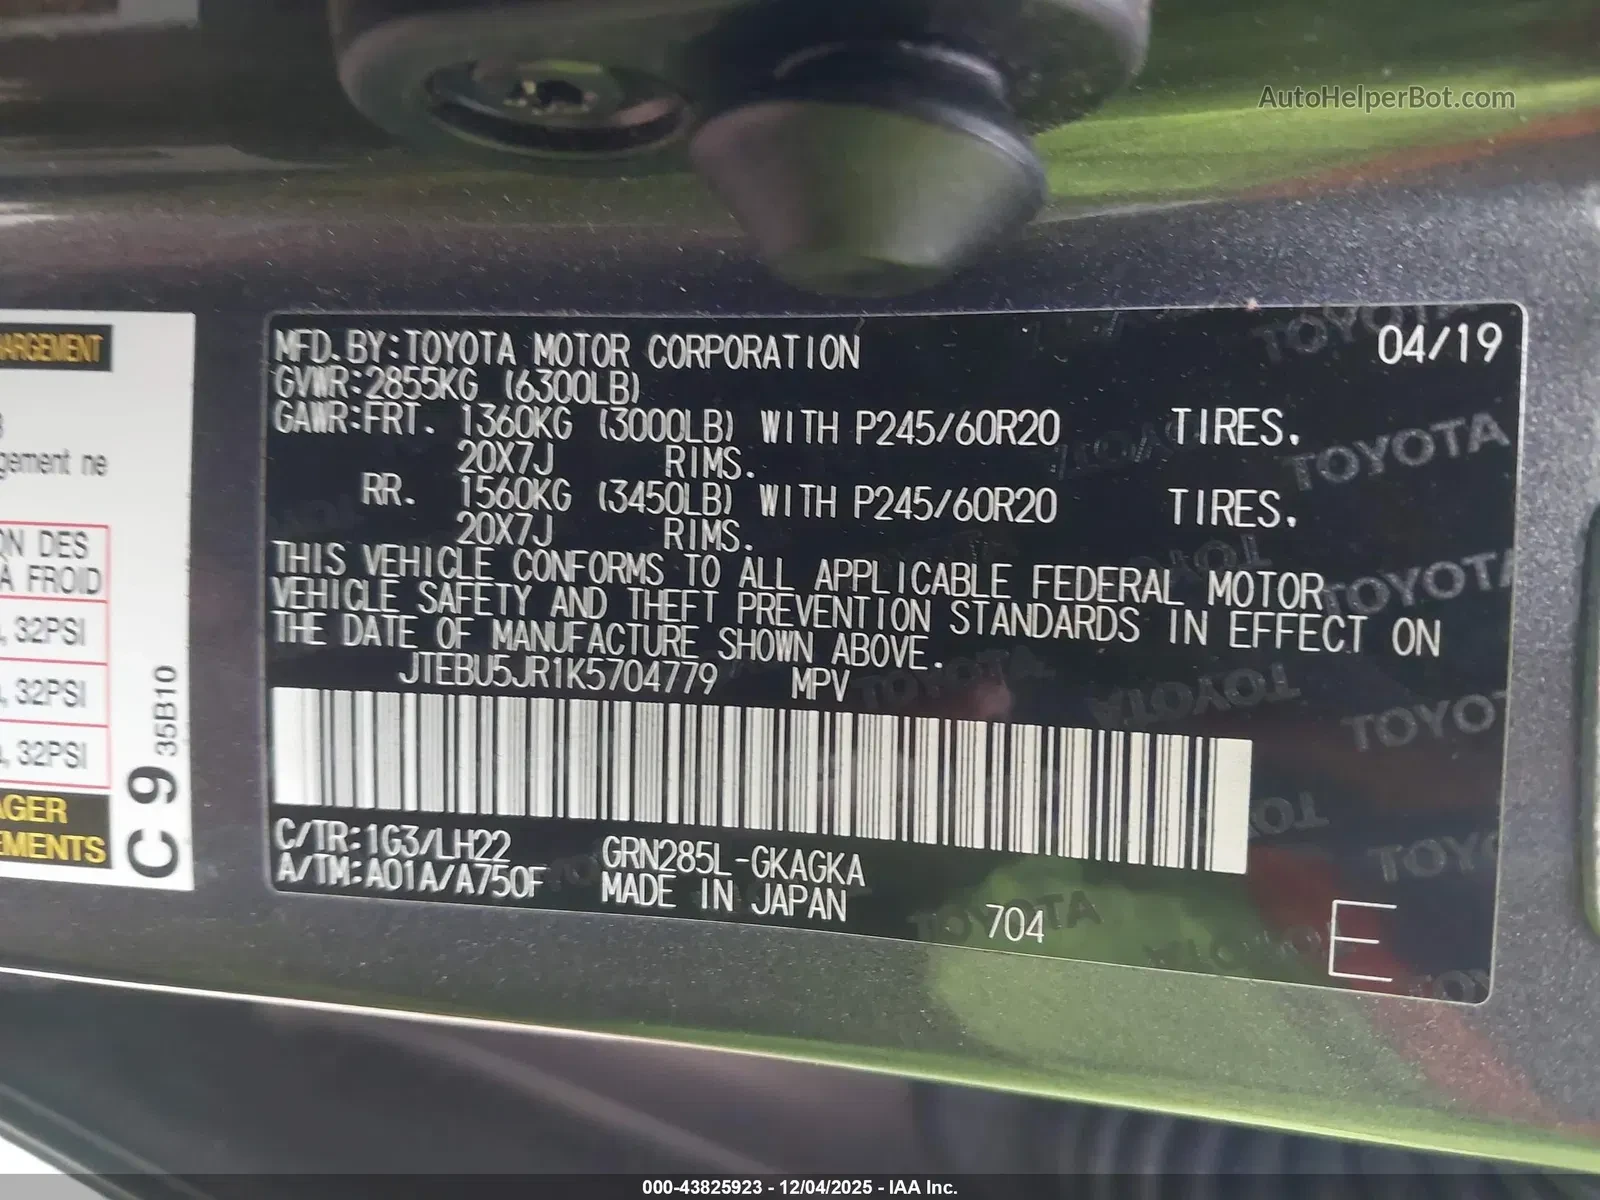 AutoHelperBot.com
ARGEMENT
gement ne
ON DES
A FROID
, 32PSI
, 32PSI
, 32PSI
AGER
EMENTS
C 9
35B10
MFD. BY: TOYOTA MOTOR CORPORATION 04/19
GVWR: 2855KG (6300LB)
GAWR: FRT. 1360KG (3000LB) WITH P245/60R20 TIRES.
20X7J RIMS.
RR. 1560KG (3450LB) WITH P245/60R20 TIRES.
20X7J RIMS.
THIS VEHICLE CONFORMS TO ALL APPLICABLE FEDERAL MOTOR
VEHICLE SAFETY AND THEFT PREVENTION STANDARDS IN EFFECT ON
THE DATE OF MANUFACTURE SHOWN ABOVE.
JTEBU5JR1K5704779 MPV
C/TR: 1G3/LH22 GRN285L-GKAGKA
A/TM: A01A/A750F MADE IN JAPAN
704 E
000-43825923 - 12/04/2025 - IAA Inc.